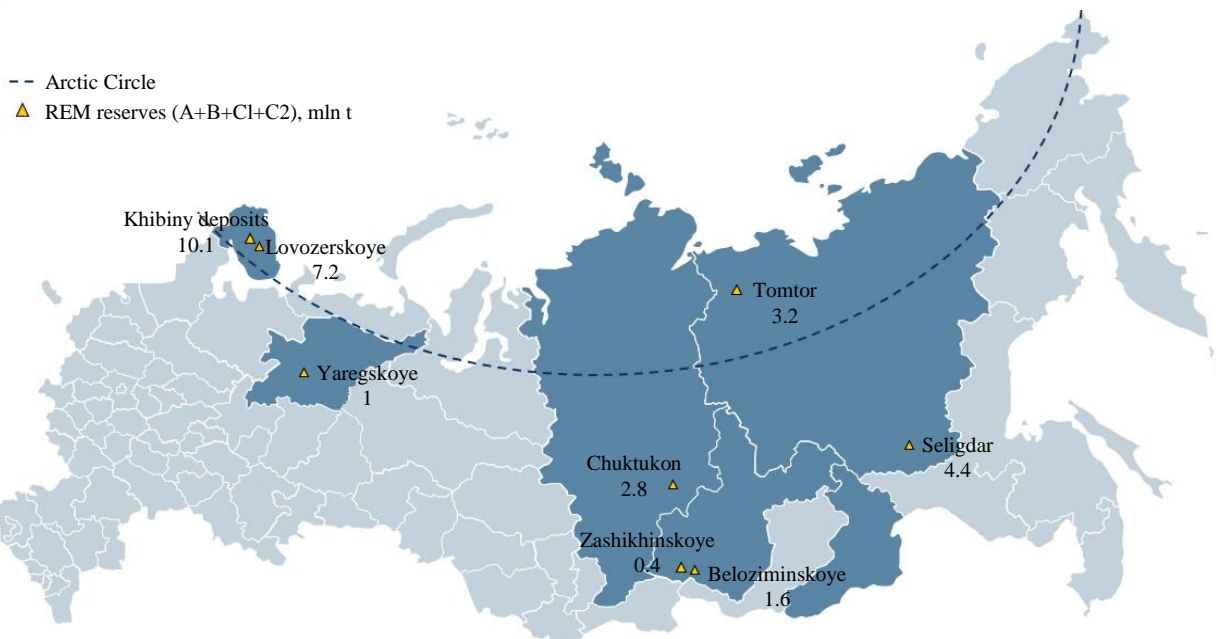 Arctic Circle
REM reserves (A+B+Cl+C2), mln t
Khibiny deposits
10.1
Lovozerskoye
7.2
Tomtor
3.2
Yaregskoye
1
Seligdar
4.4
Chuktukon
2.8
Zashikhinskoye
0.4
Beloziminskoye
1.6